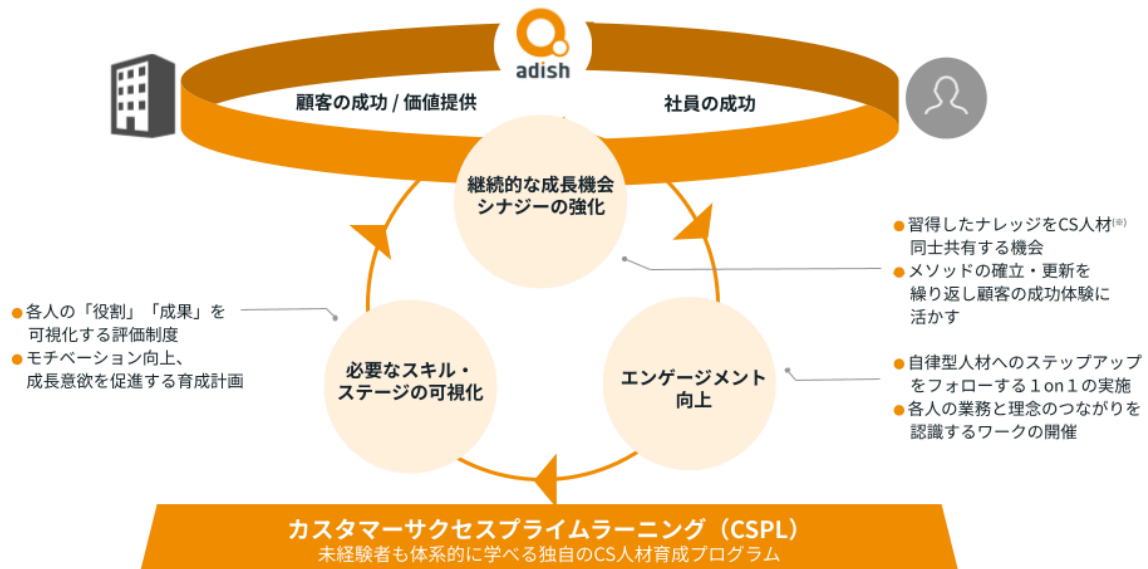 adish
顧客の成功 / 価値提供
社員の成功
継続的な成長機会
シナジーの強化
●習得したナレッジをCS人材(※)
同士共有する機会
●メソッドの確立・更新を
繰り返し顧客の成功体験に
活かす
●各人の「役割」「成果」を
可視化する評価制度
●モチベーション向上、
成長意欲を促進する育成計画
必要なスキル・
ステージの可視化
エンゲージメント
向上
●自律型人材へのステップアップ
をフォローする１on１の実施
●各人の業務と理念のつながりを
認識するワークの開催
カスタマーサクセスプライムラーニング（CSPL）
未経験者も体系的に学べる独自のCS人材育成プログラム